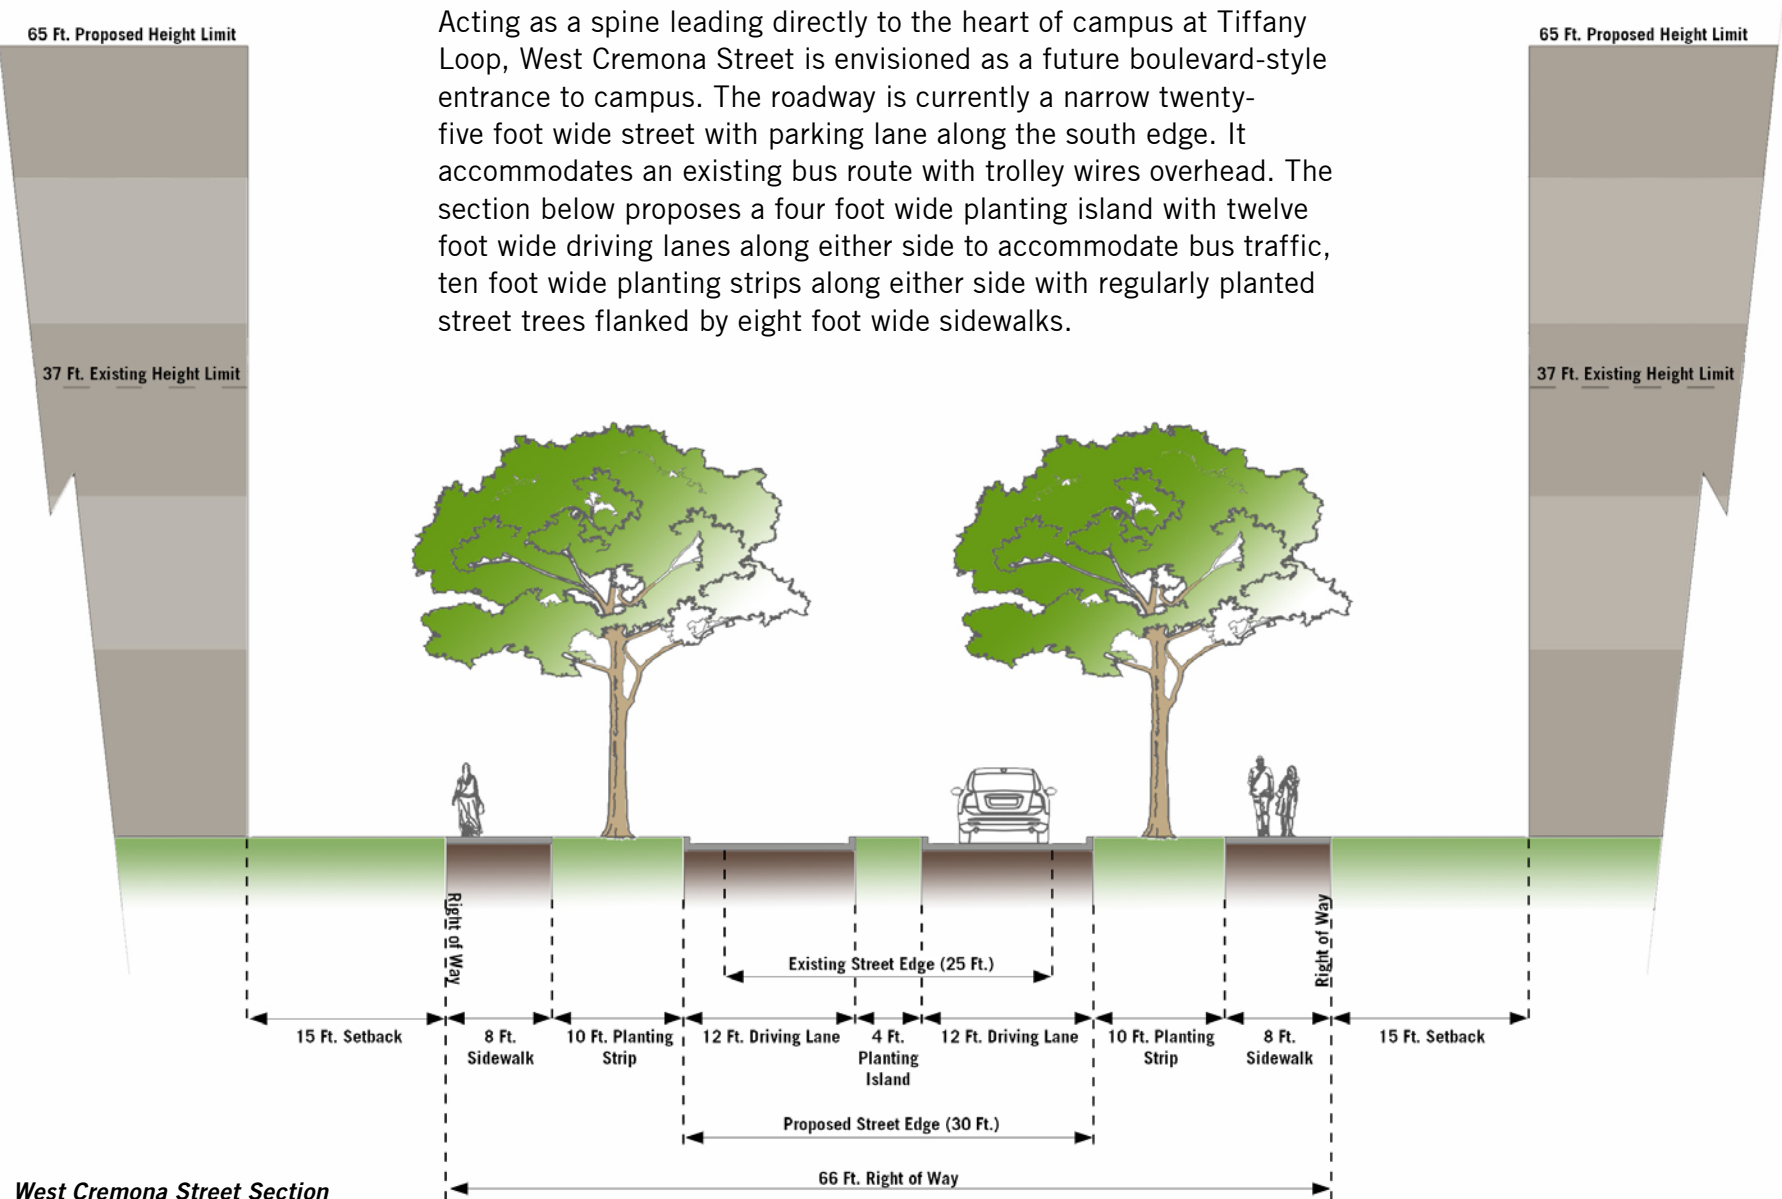 65 Ft. Proposed Height Limit
Acting as a spine leading directly to the heart of campus at Tiffany
Loop, West Cremona Street is envisioned as a future boulevard-style
entrance to campus. The roadway is currently a narrow twenty-
five foot wide street with parking lane along the south edge. It
accommodates an existing bus route with trolley wires overhead. The
section below proposes a four foot wide planting island with twelve
foot wide driving lanes along either side to accommodate bus traffic,
ten foot wide planting strips along either side with regularly planted
street trees flanked by eight foot wide sidewalks.
65 Ft. Proposed Height Limit
37 Ft. Existing Height Limit
37 Ft. Existing Height Limit
Right of Way
Right of Way
Existing Street Edge (25 Ft.)
15 Ft. Setback
8 Ft.
Sidewalk
10 Ft. Planting
Strip
12 Ft. Driving Lane
4 Ft.
Planting
Island
12 Ft. Driving Lane
10 Ft. Planting
Strip
8 Ft.
Sidewalk
15 Ft. Setback
Proposed Street Edge (30 Ft.)
66 Ft. Right of Way
West Cremona Street Section